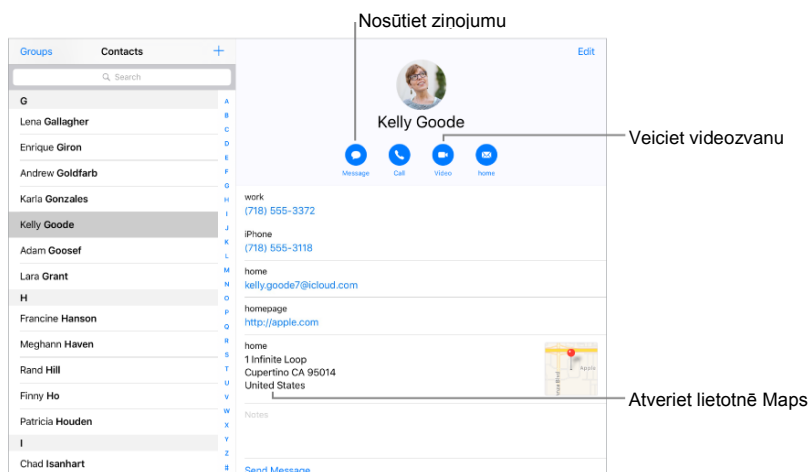 Nosūtiet ziņojumu
Groups Contacts +
Search
G
Lena Gallagher
Enrique Giron
Andrew Goldfarb
Karla Gonzales
Kelly Goode
Adam Goosef
Lara Grant
H
Francine Hanson
Meghann Haven
Rand Hill
Finny Ho
Patricia Houden
I
Chad Isanhart
A
B
C
D
E
F
G
H
I
J
K
L
M
N
O
P
Q
R
S
T
U
V
W
X
Y
Z
#
Edit
Kelly Goode
Message Call Video home
Veiciet videozvanu
work
(718) 555-3372
iPhone
(718) 555-3118
home
kelly.goode7@icloud.com
homepage
http://apple.com
home
1 Infinite Loop
Cupertino CA 95014
United States
Apple
Atveriet lietotnē Maps
Notes
Send Message